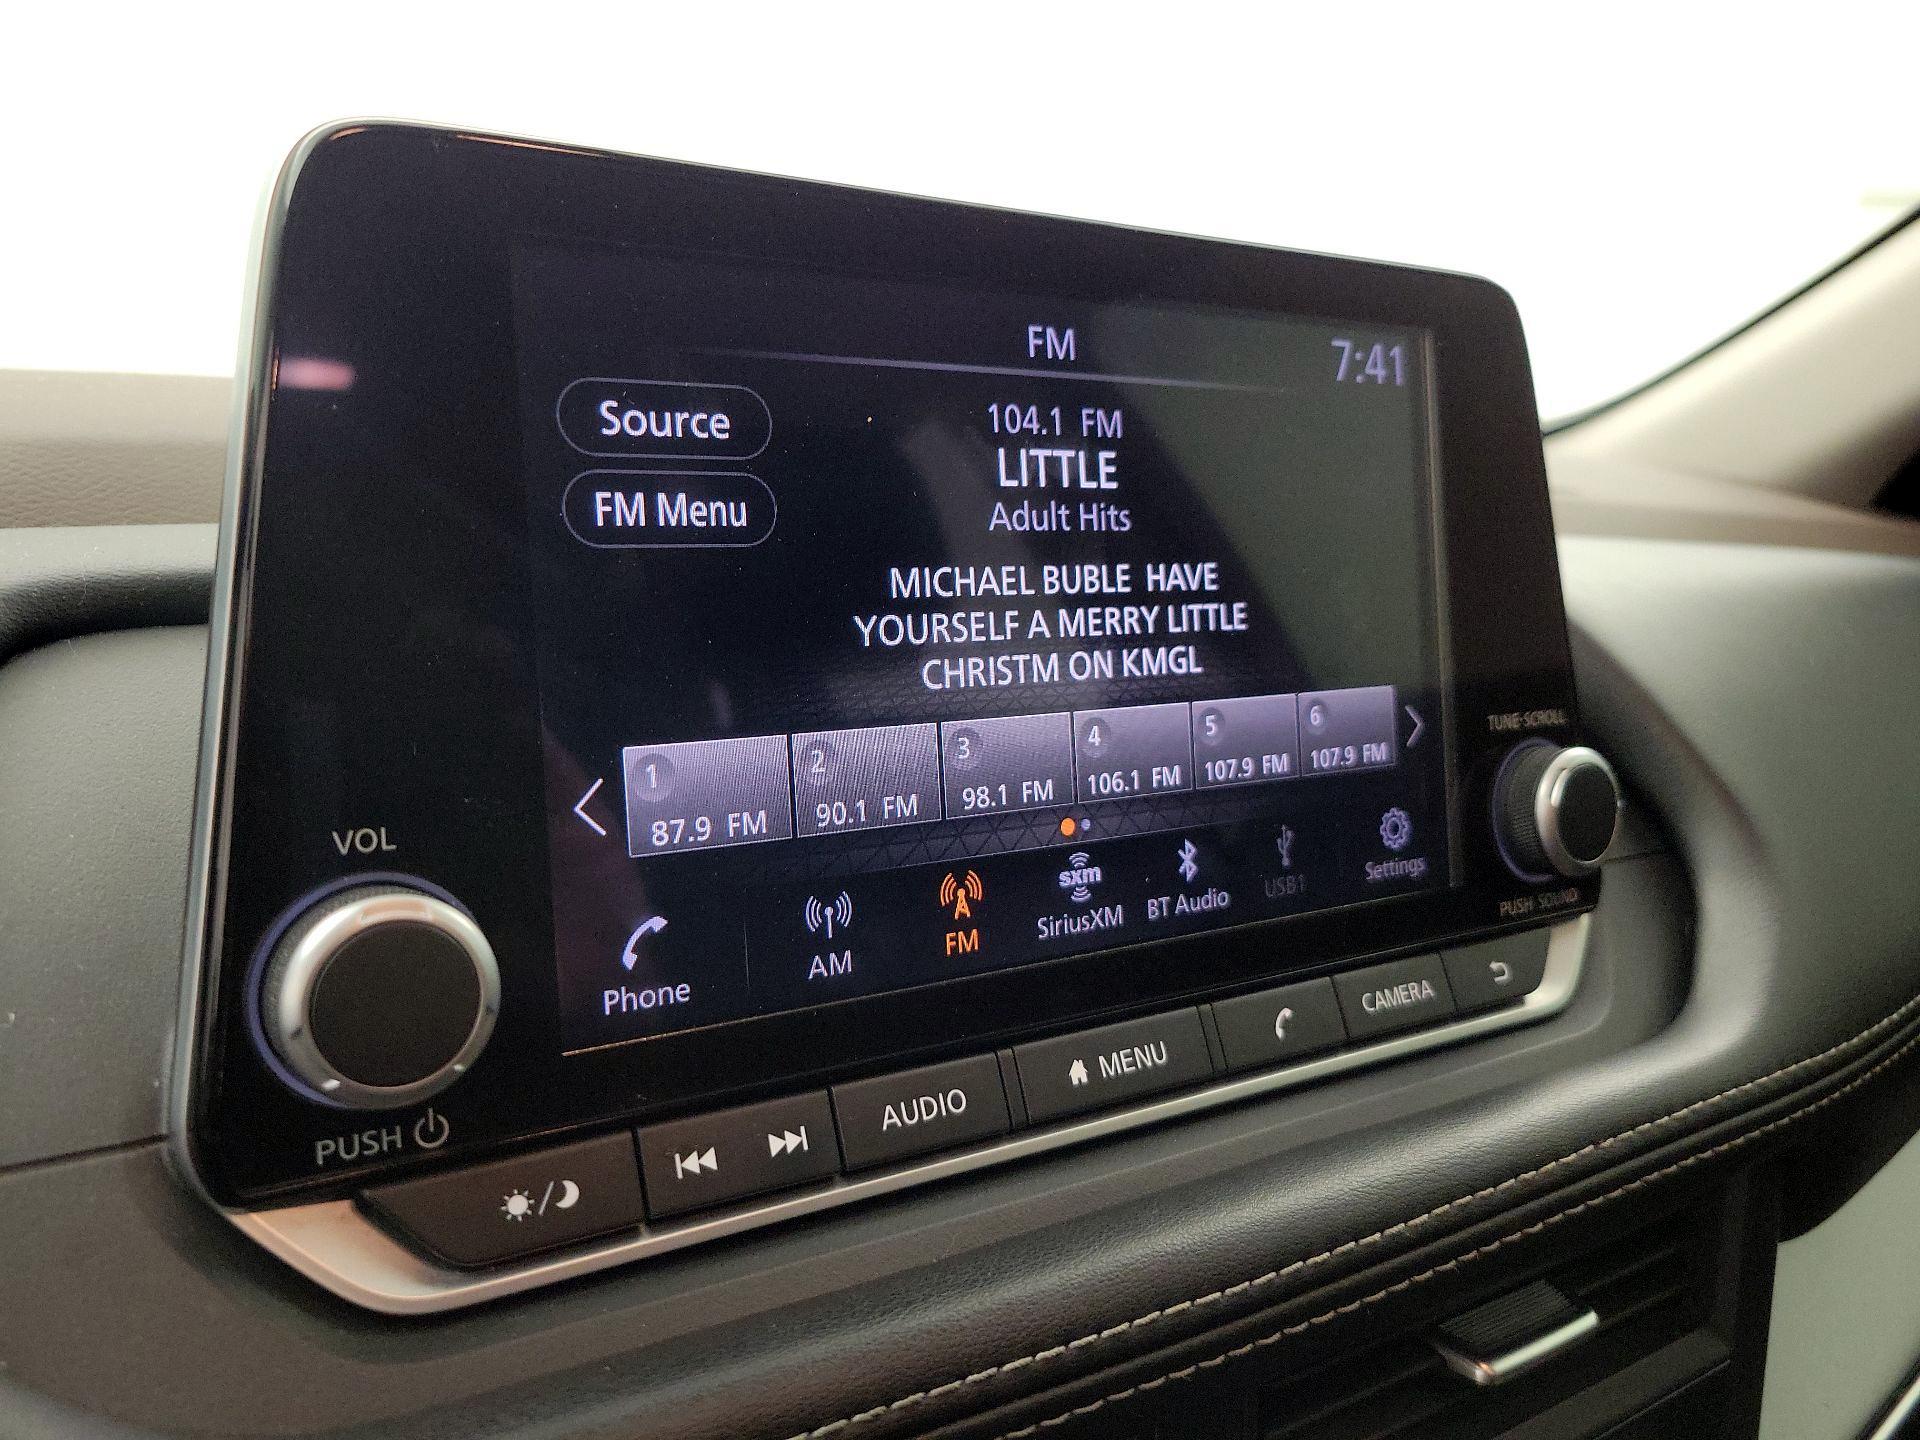 FM
7:41
Source
104.1 FM
LITTLE
FM Menu
Adult Hits
MICHAEL BUBLE HAVE
YOURSELF A MERRY LITTLE
CHRISTM ON KMGL
1
87.9 FM
2
90.1 FM
3
98.1 FM
4
106.1 FM
5
107.9 FM
6
107.9 FM
Phone
AM
FM
sxm
SiriusXM
BT Audio
USB1
Settings
VOL
PUSH
TUNE·SCROLL
PUSH SOUND
AUDIO
MENU
CAMERA